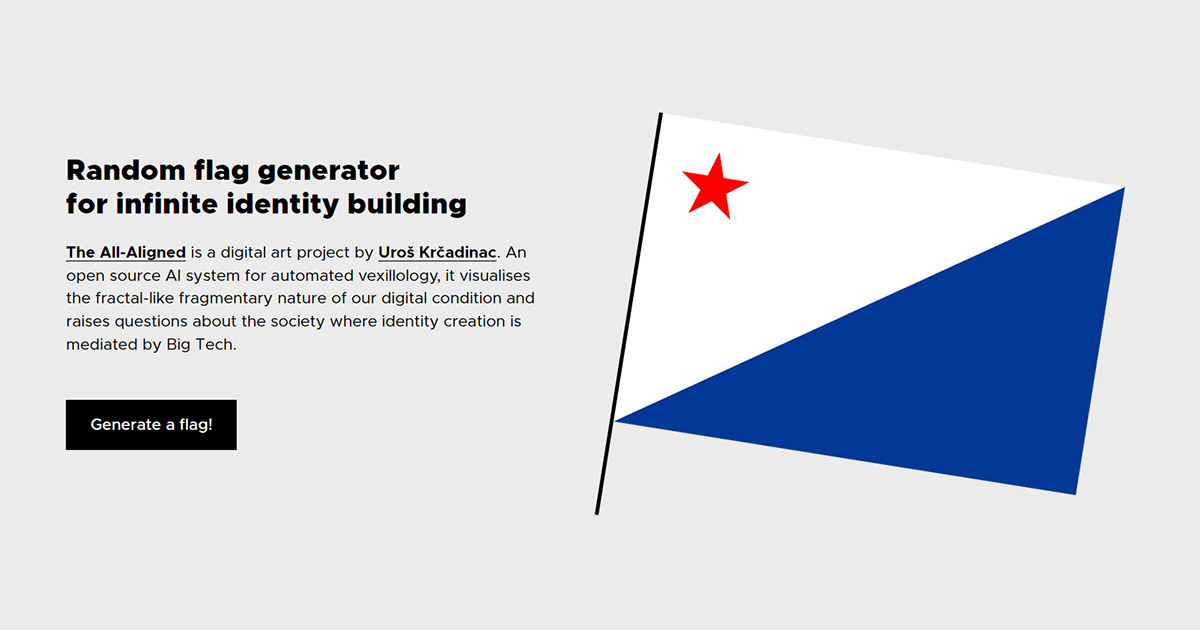 Random flag generator
for infinite identity building
The All-Aligned is a digital art project by Uroš Krčadinac. An
open source AI system for automated vexillology, it visualises
the fractal-like fragmentary nature of our digital condition and
raises questions about the society where identity creation is
mediated by Big Tech.
Generate a flag!